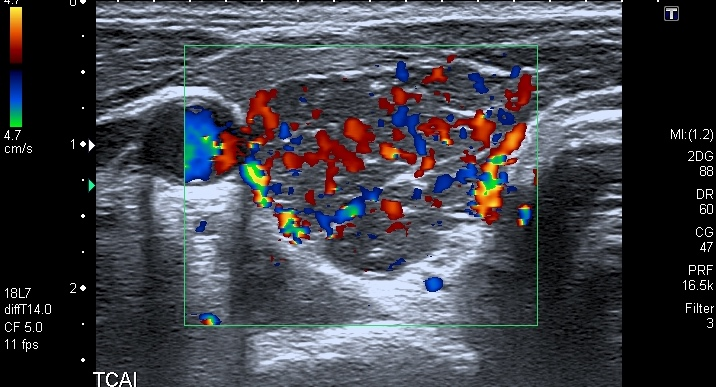 4.7
4.7
cm/s
18L7
diffT14.0
CF 5.0
11 fps
0
1
2
TCAI
T
MI:(1.2)
2DG
88
DR
60
CG
47
PRF
16.5k
Filter
3